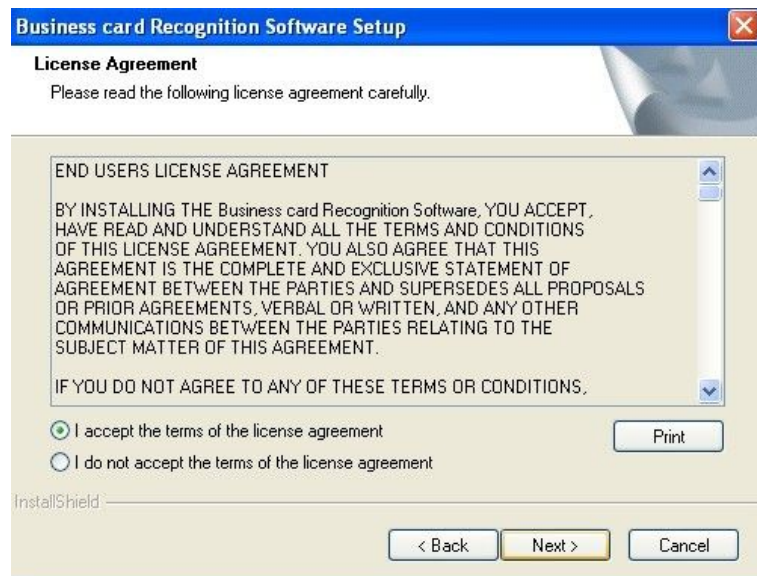 Business card Recognition Software Setup
License Agreement
Please read the following license agreement carefully.
END USERS LICENSE AGREEMENT
BY INSTALLING THE Business card Recognition Software, YOU ACCEPT,
HAVE READ AND UNDERSTAND ALL THE TERMS AND CONDITIONS
OF THIS LICENSE AGREEMENT. YOU ALSO AGREE THAT THIS
AGREEMENT IS THE COMPLETE AND EXCLUSIVE STATEMENT OF
AGREEMENT BETWEEN THE PARTIES AND SUPERSEDES ALL PROPOSALS
OR PRIOR AGREEMENTS, VERBAL OR WRITTEN, AND ANY OTHER
COMMUNICATIONS BETWEEN THE PARTIES RELATING TO THE
SUBJECT MATTER OF THIS AGREEMENT.
IF YOU DO NOT AGREE TO ANY OF THESE TERMS OR CONDITIONS,
I accept the terms of the license agreement
Print
I do not accept the terms of the license agreement
InstallShield
< Back Next > Cancel